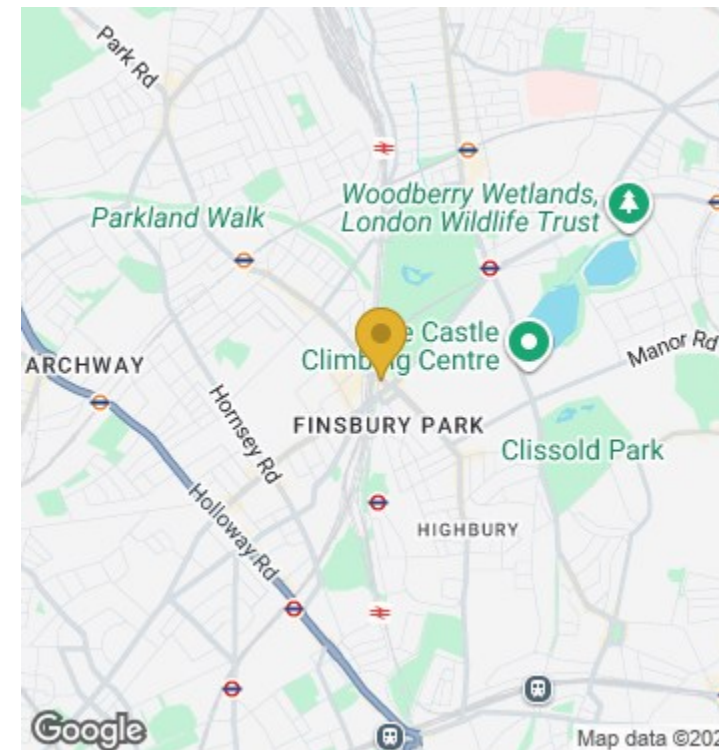 Park Rd
Woodberry Wetlands,
London Wildlife Trust
Parkland Walk
e Castle
Climbing Centre
Manor Rd
ARCHWAY
Hornsey Rd
FINSBURY PARK
Clissold Park
Holloway Rd
HIGHBURY
Google
Map data ©202